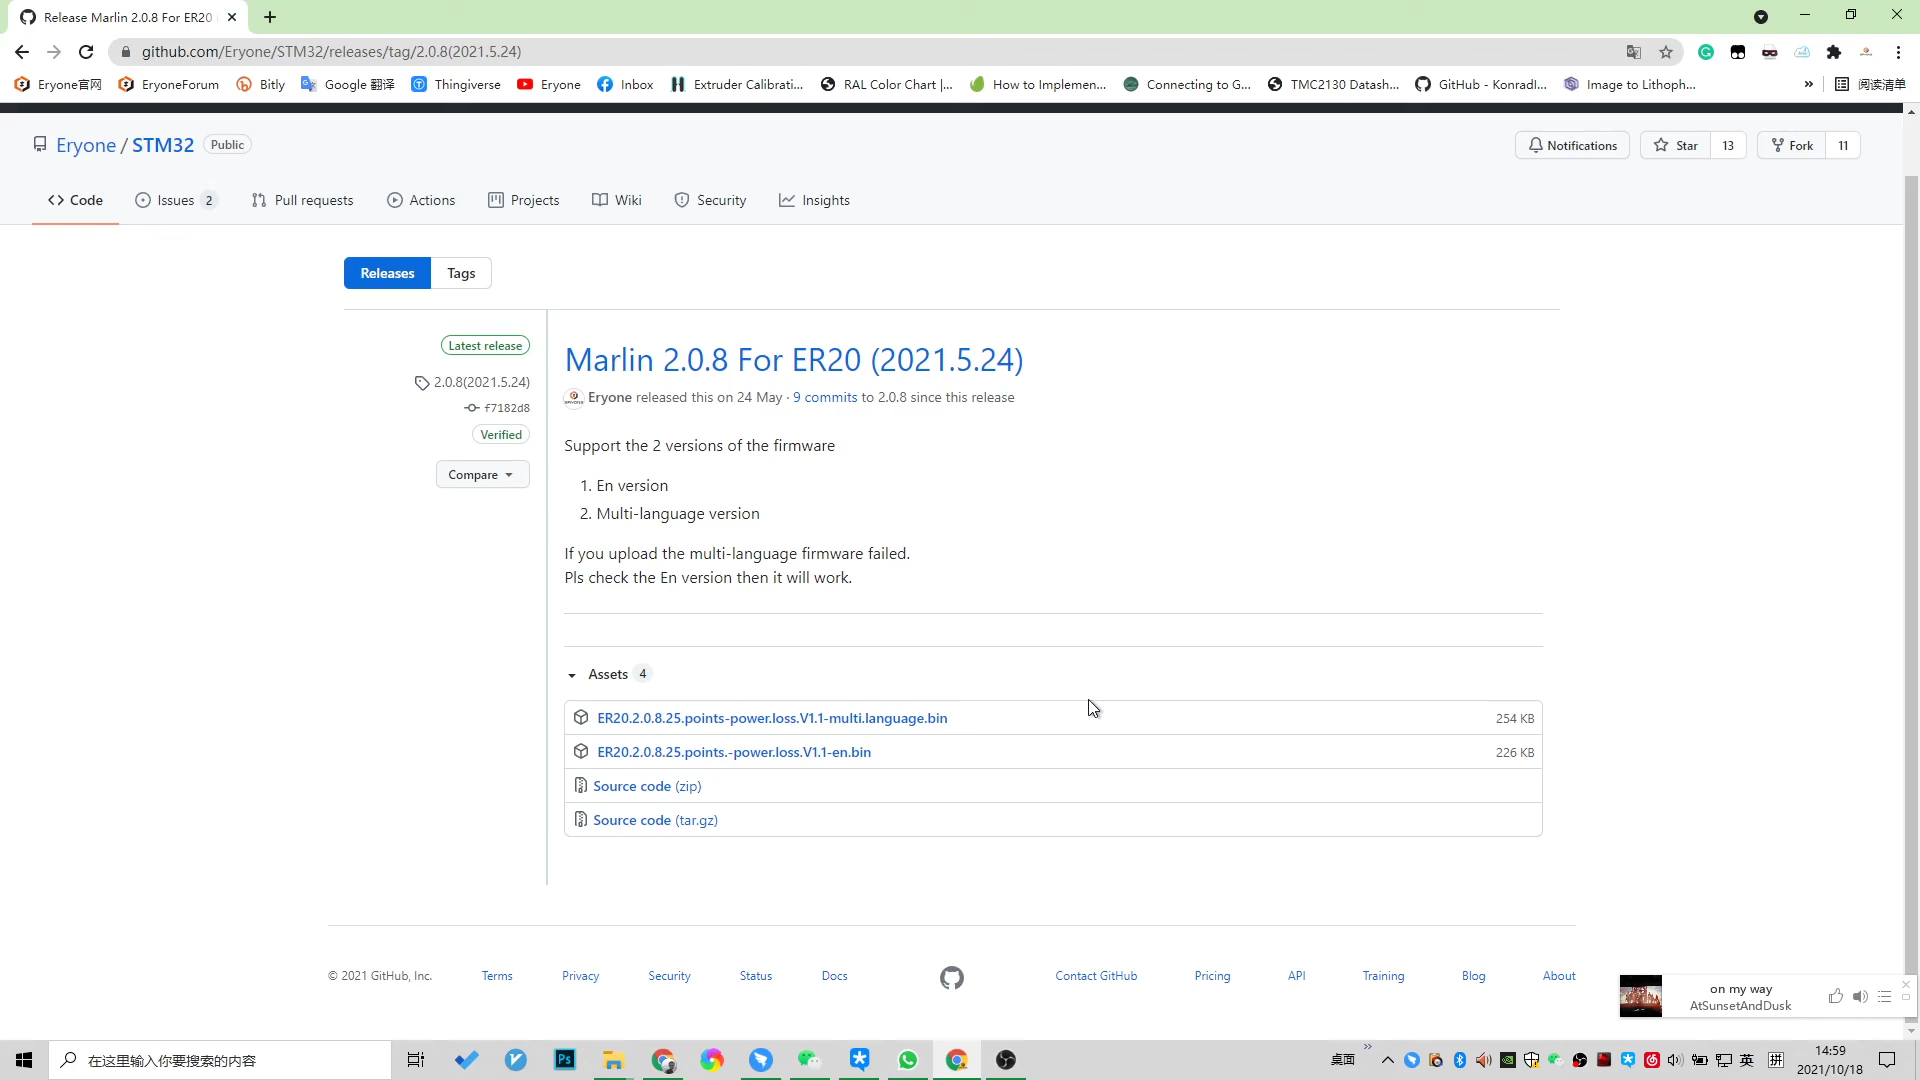 Release Marlin 2.0.8 For ER20
github.com/Eryone/STM32/releases/tag/2.0.8(2021.5.24)
Eryone官网 EryoneForum Bitly Google 翻译 Thingiverse Eryone Inbox Extruder Calibrati... RAL Color Chart |... How to Implemen... Connecting to G... TMC2130 Datash... GitHub - Konradl... Image to Lithoph... » 阅读清单
Eryone / STM32 Public
Notifications Star 13 Fork 11
Code Issues 2 Pull requests Actions Projects Wiki Security Insights
Releases Tags
Latest release
2.0.8(2021.5.24)
f7182d8
Verified
Compare
Marlin 2.0.8 For ER20 (2021.5.24)
Eryone released this on 24 May · 9 commits to 2.0.8 since this release
Support the 2 versions of the firmware
1. En version
2. Multi-language version
If you upload the multi-language firmware failed.
Pls check the En version then it will work.
Assets 4
ER20.2.0.8.25.points-power.loss.V1.1-multi.language.bin 254 KB
ER20.2.0.8.25.points.-power.loss.V1.1-en.bin 226 KB
Source code (zip)
Source code (tar.gz)
© 2021 GitHub, Inc. Terms Privacy Security Status Docs Contact GitHub Pricing API Training Blog About
on my way
AtSunsetAndDusk
在这里输入你要搜索的内容
Ps
桌面 » 英 拼
14:59
2021/10/18